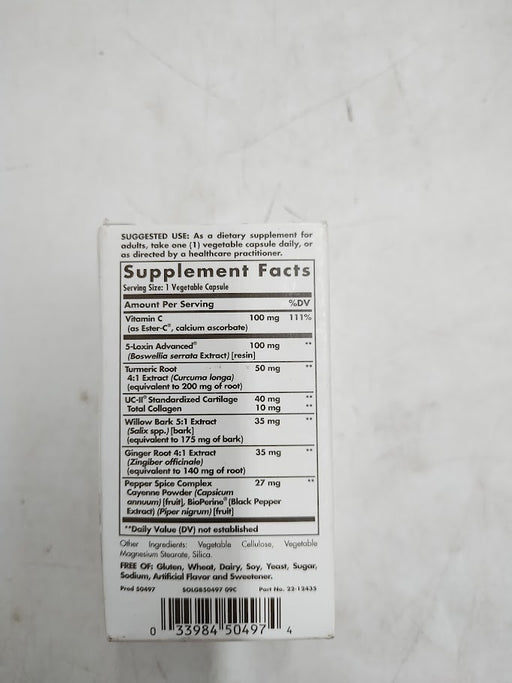 SUGGESTED USE: As a dietary supplement for
adults, take one (1) vegetable capsule daily, or
as directed by a healthcare practitioner.
Supplement Facts
Serving Size: 1 Vegetable Capsule
Amount Per Serving %DV
Vitamin C 100 mg 111%
(as Ester-C®, calcium ascorbate)
5-Loxin Advanced® 100 mg **
(Boswellia serrata Extract) [resin]
Turmeric Root 50 mg **
4:1 Extract (Curcuma longa)
(equivalent to 200 mg of root)
UC-II® Standardized Cartilage 40 mg **
Total Collagen 10 mg **
Willow Bark 5:1 Extract 35 mg **
(Salix spp.) [bark]
(equivalent to 175 mg of bark)
Ginger Root 4:1 Extract 35 mg **
(Zingiber officinale)
(equivalent to 140 mg of root)
Pepper Spice Complex 27 mg **
Cayenne Powder (Capsicum
annuum) [fruit], BioPerine® (Black Pepper
Extract) (Piper nigrum) [fruit]
**Daily Value (DV) not established
Other Ingredients: Vegetable Cellulose, Vegetable
Magnesium Stearate, Silica.
FREE OF: Gluten, Wheat, Dairy, Soy, Yeast, Sugar,
Sodium, Artificial Flavor and Sweetener.
Prod 50497 SOLGB50497 09C Part No. 22-12435
0 33984 50497 4